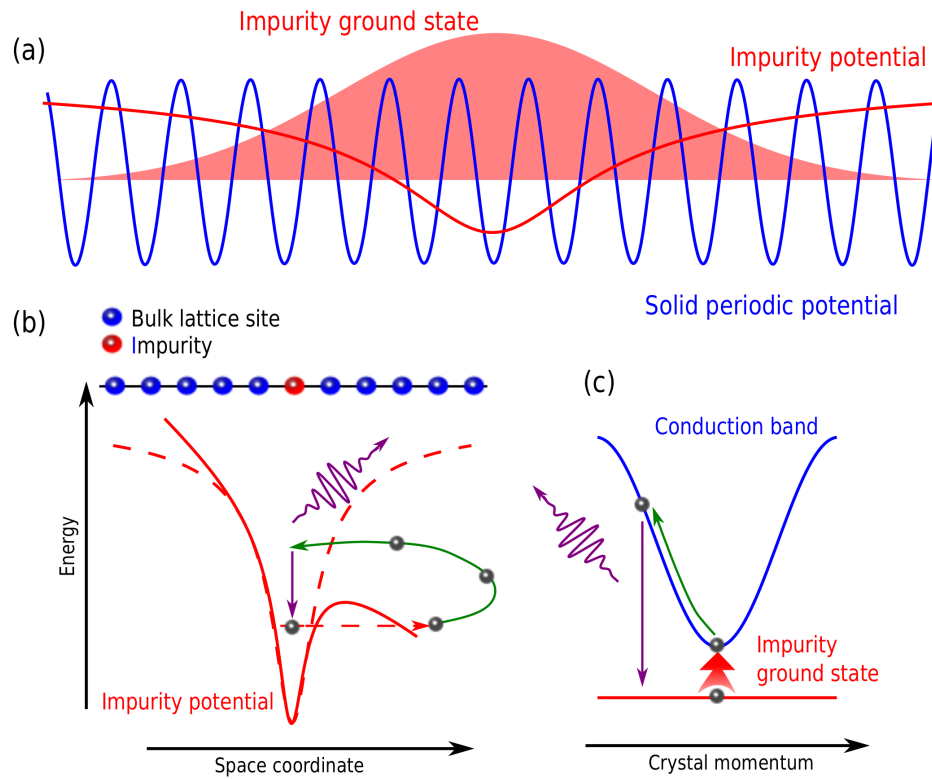 (a)
Impurity ground state
Impurity potential
Solid periodic potential
(b)
Bulk lattice site
Impurity
Energy
Impurity potential
Space coordinate
(c)
Conduction band
Impurity
ground state
Crystal momentum